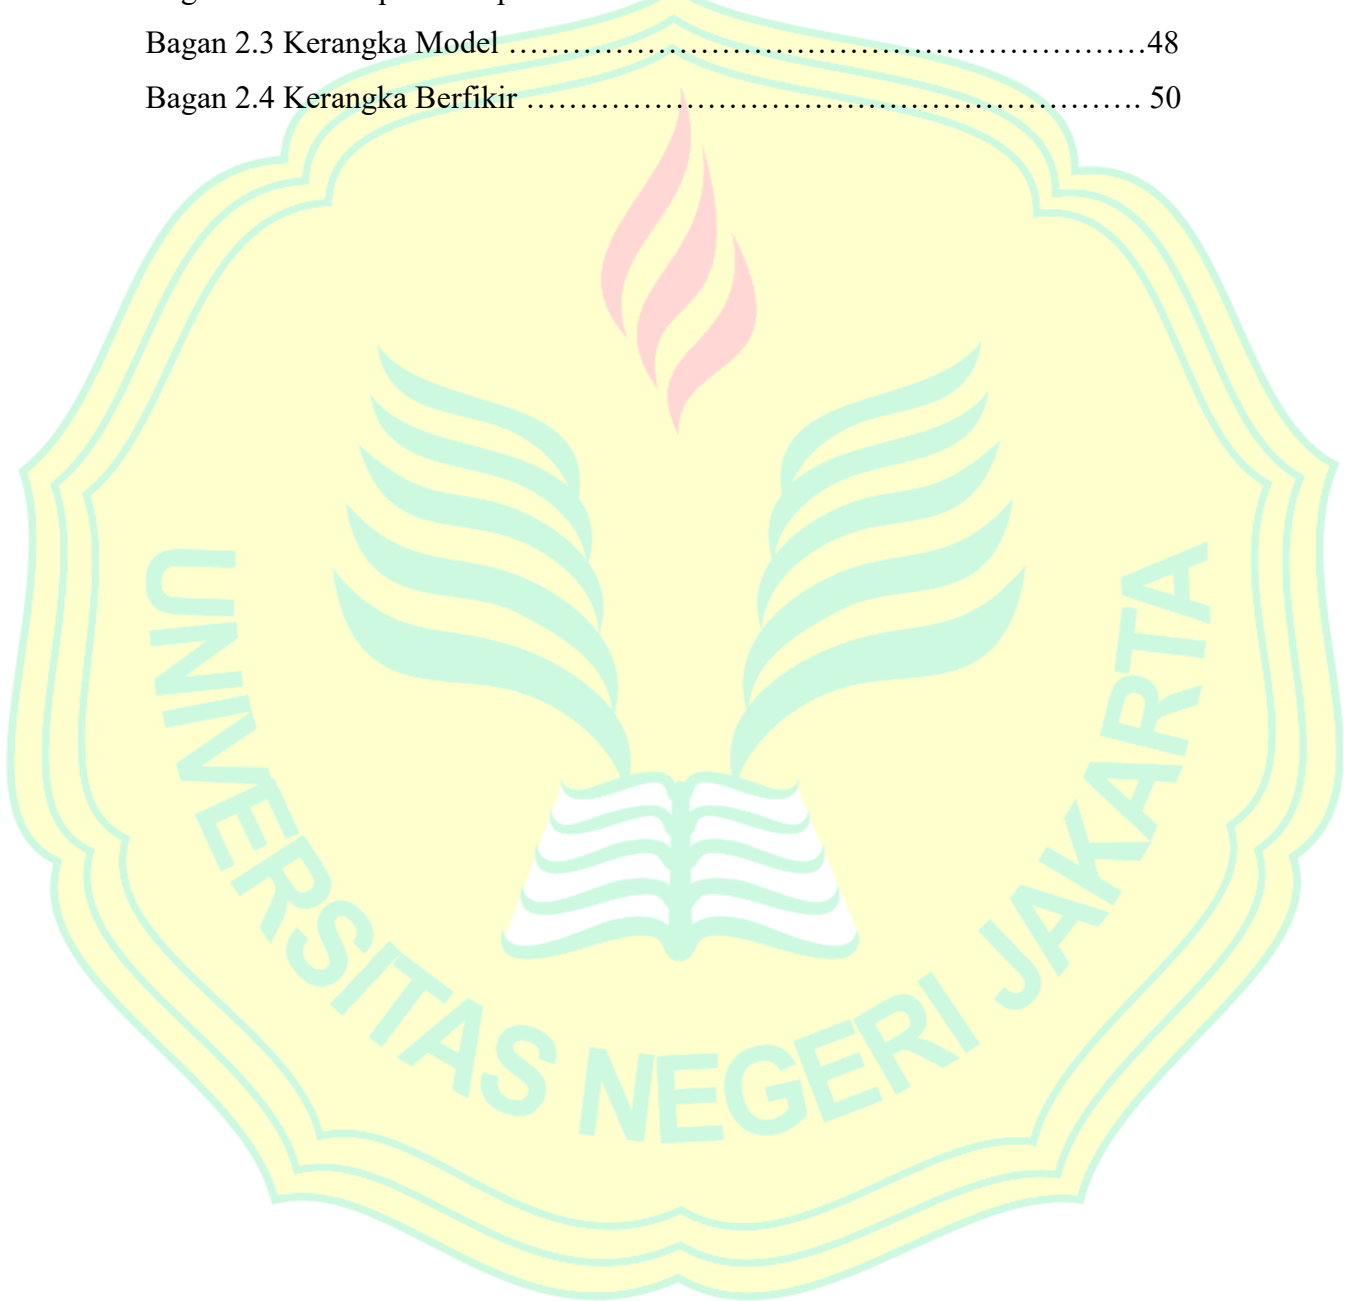 Bagan 2.3 Kerangka Model …………………………………………………48
Bagan 2.4 Kerangka Berfikir ………………………………………………. 50
UNIVERSITAS NEGERI JAKARTA